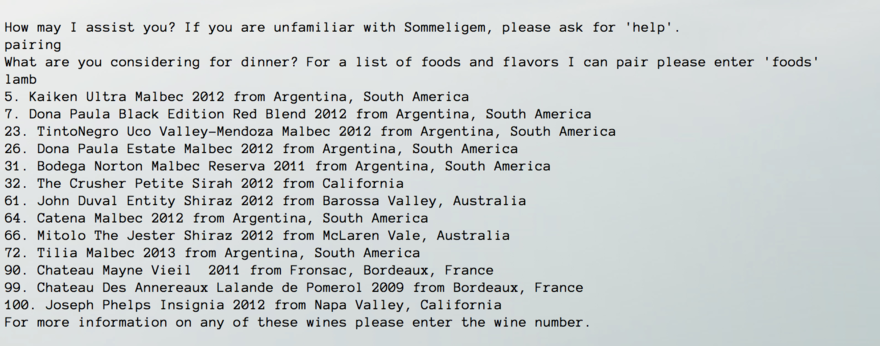 How may I assist you? If you are unfamiliar with Sommeligem, please ask for 'help'.
pairing
What are you considering for dinner? For a list of foods and flavors I can pair please enter 'foods'
lamb
5. Kaiken Ultra Malbec 2012 from Argentina, South America
7. Dona Paula Black Edition Red Blend 2012 from Argentina, South America
23. TintoNegro Uco Valley-Mendoza Malbec 2012 from Argentina, South America
26. Dona Paula Estate Malbec 2012 from Argentina, South America
31. Bodega Norton Malbec Reserva 2011 from Argentina, South America
32. The Crusher Petite Sirah 2012 from California
61. John Duval Entity Shiraz 2012 from Barossa Valley, Australia
64. Catena Malbec 2012 from Argentina, South America
66. Mitolo The Jester Shiraz 2012 from McLaren Vale, Australia
72. Tilia Malbec 2013 from Argentina, South America
90. Chateau Mayne Vieil  2011 from Fronsac, Bordeaux, France
99. Chateau Des Annereaux Lalande de Pomerol 2009 from Bordeaux, France
100. Joseph Phelps Insignia 2012 from Napa Valley, California
For more information on any of these wines please enter the wine number.